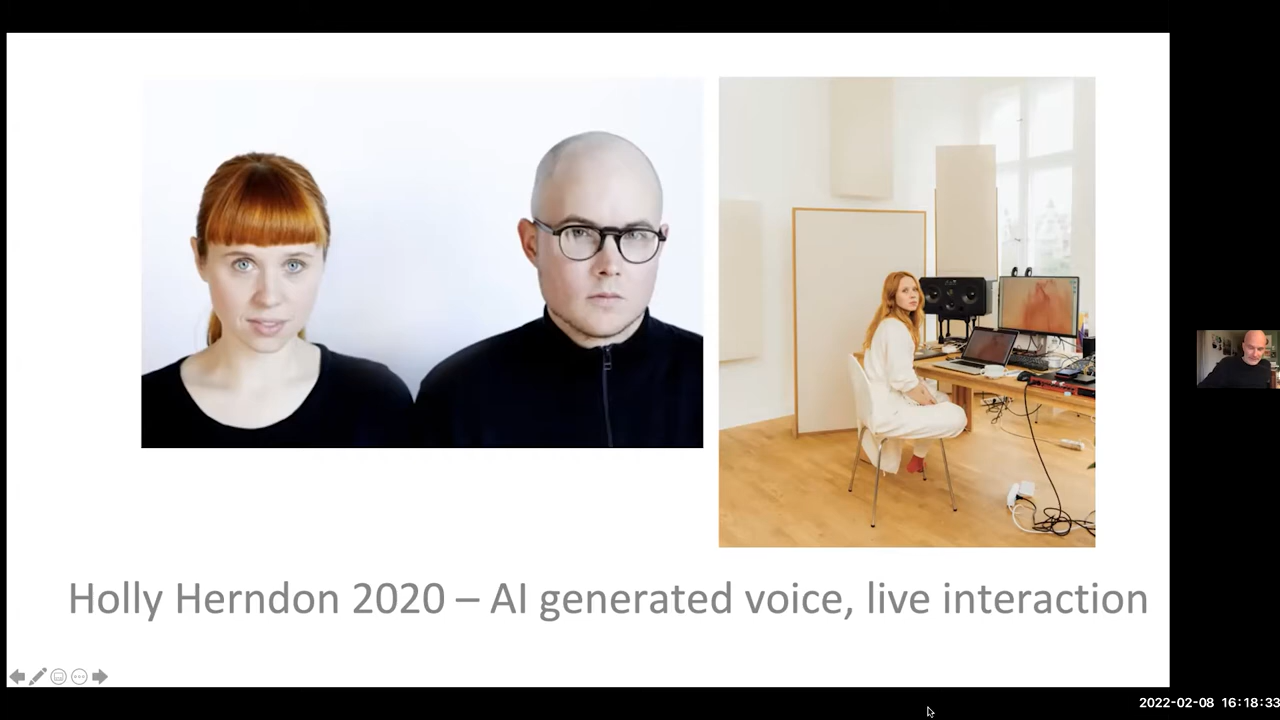 Holly Herndon 2020 – AI generated voice, live interaction
2022-02-08 16:18:33